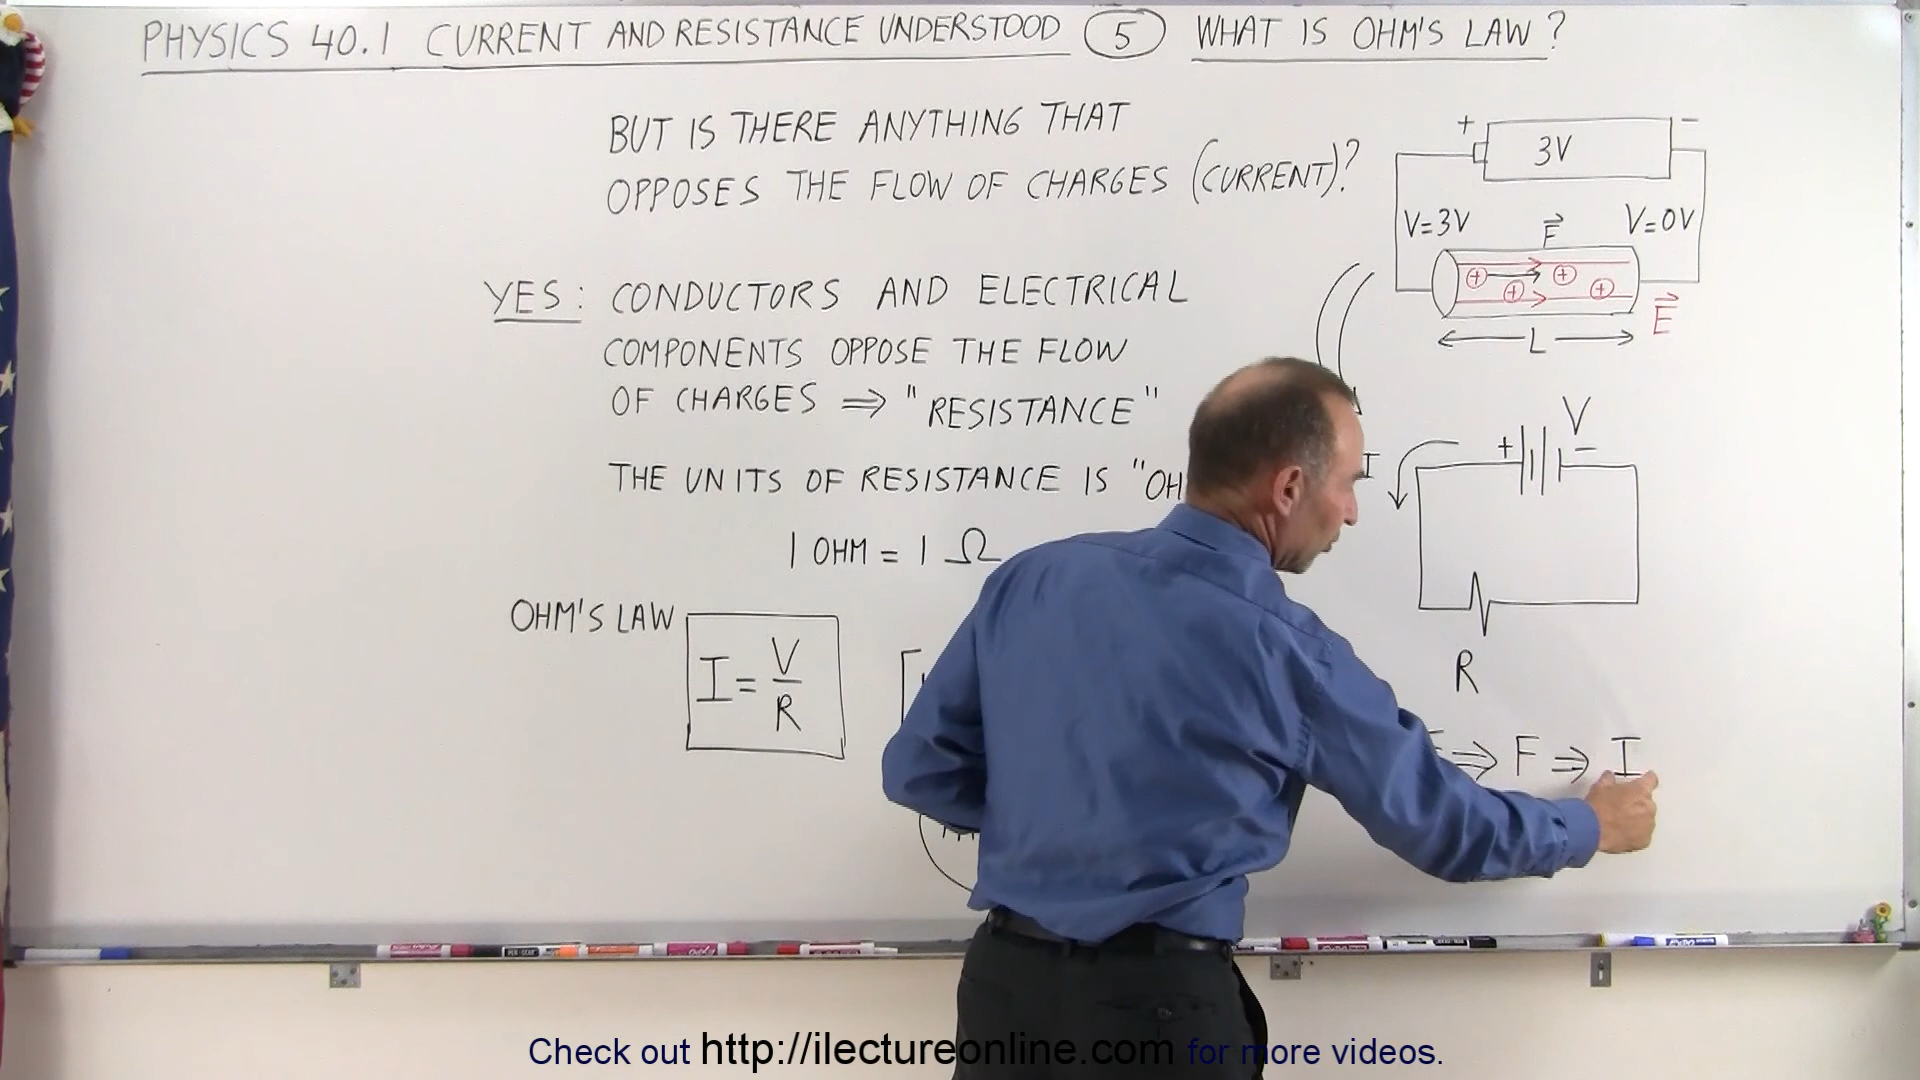 PHYSICS 40.1 CURRENT AND RESISTANCE UNDERSTOOD 5 WHAT IS OHM'S LAW?
BUT IS THERE ANYTHING THAT
OPPOSES THE FLOW OF CHARGES (CURRENT)?
YES: CONDUCTORS AND ELECTRICAL
COMPONENTS OPPOSE THE FLOW
OF CHARGES ⇒ "RESISTANCE"
THE UNITS OF RESISTANCE IS "OH
1 OHM = 1 Ω
OHM'S LAW I = V/R
+ 3V -
V=3V F⃗ V=0V
+ + + +
E⃗
L
V
I + -
R
⇒ F ⇒ I
Check out http://ilectureonline.com for more videos.